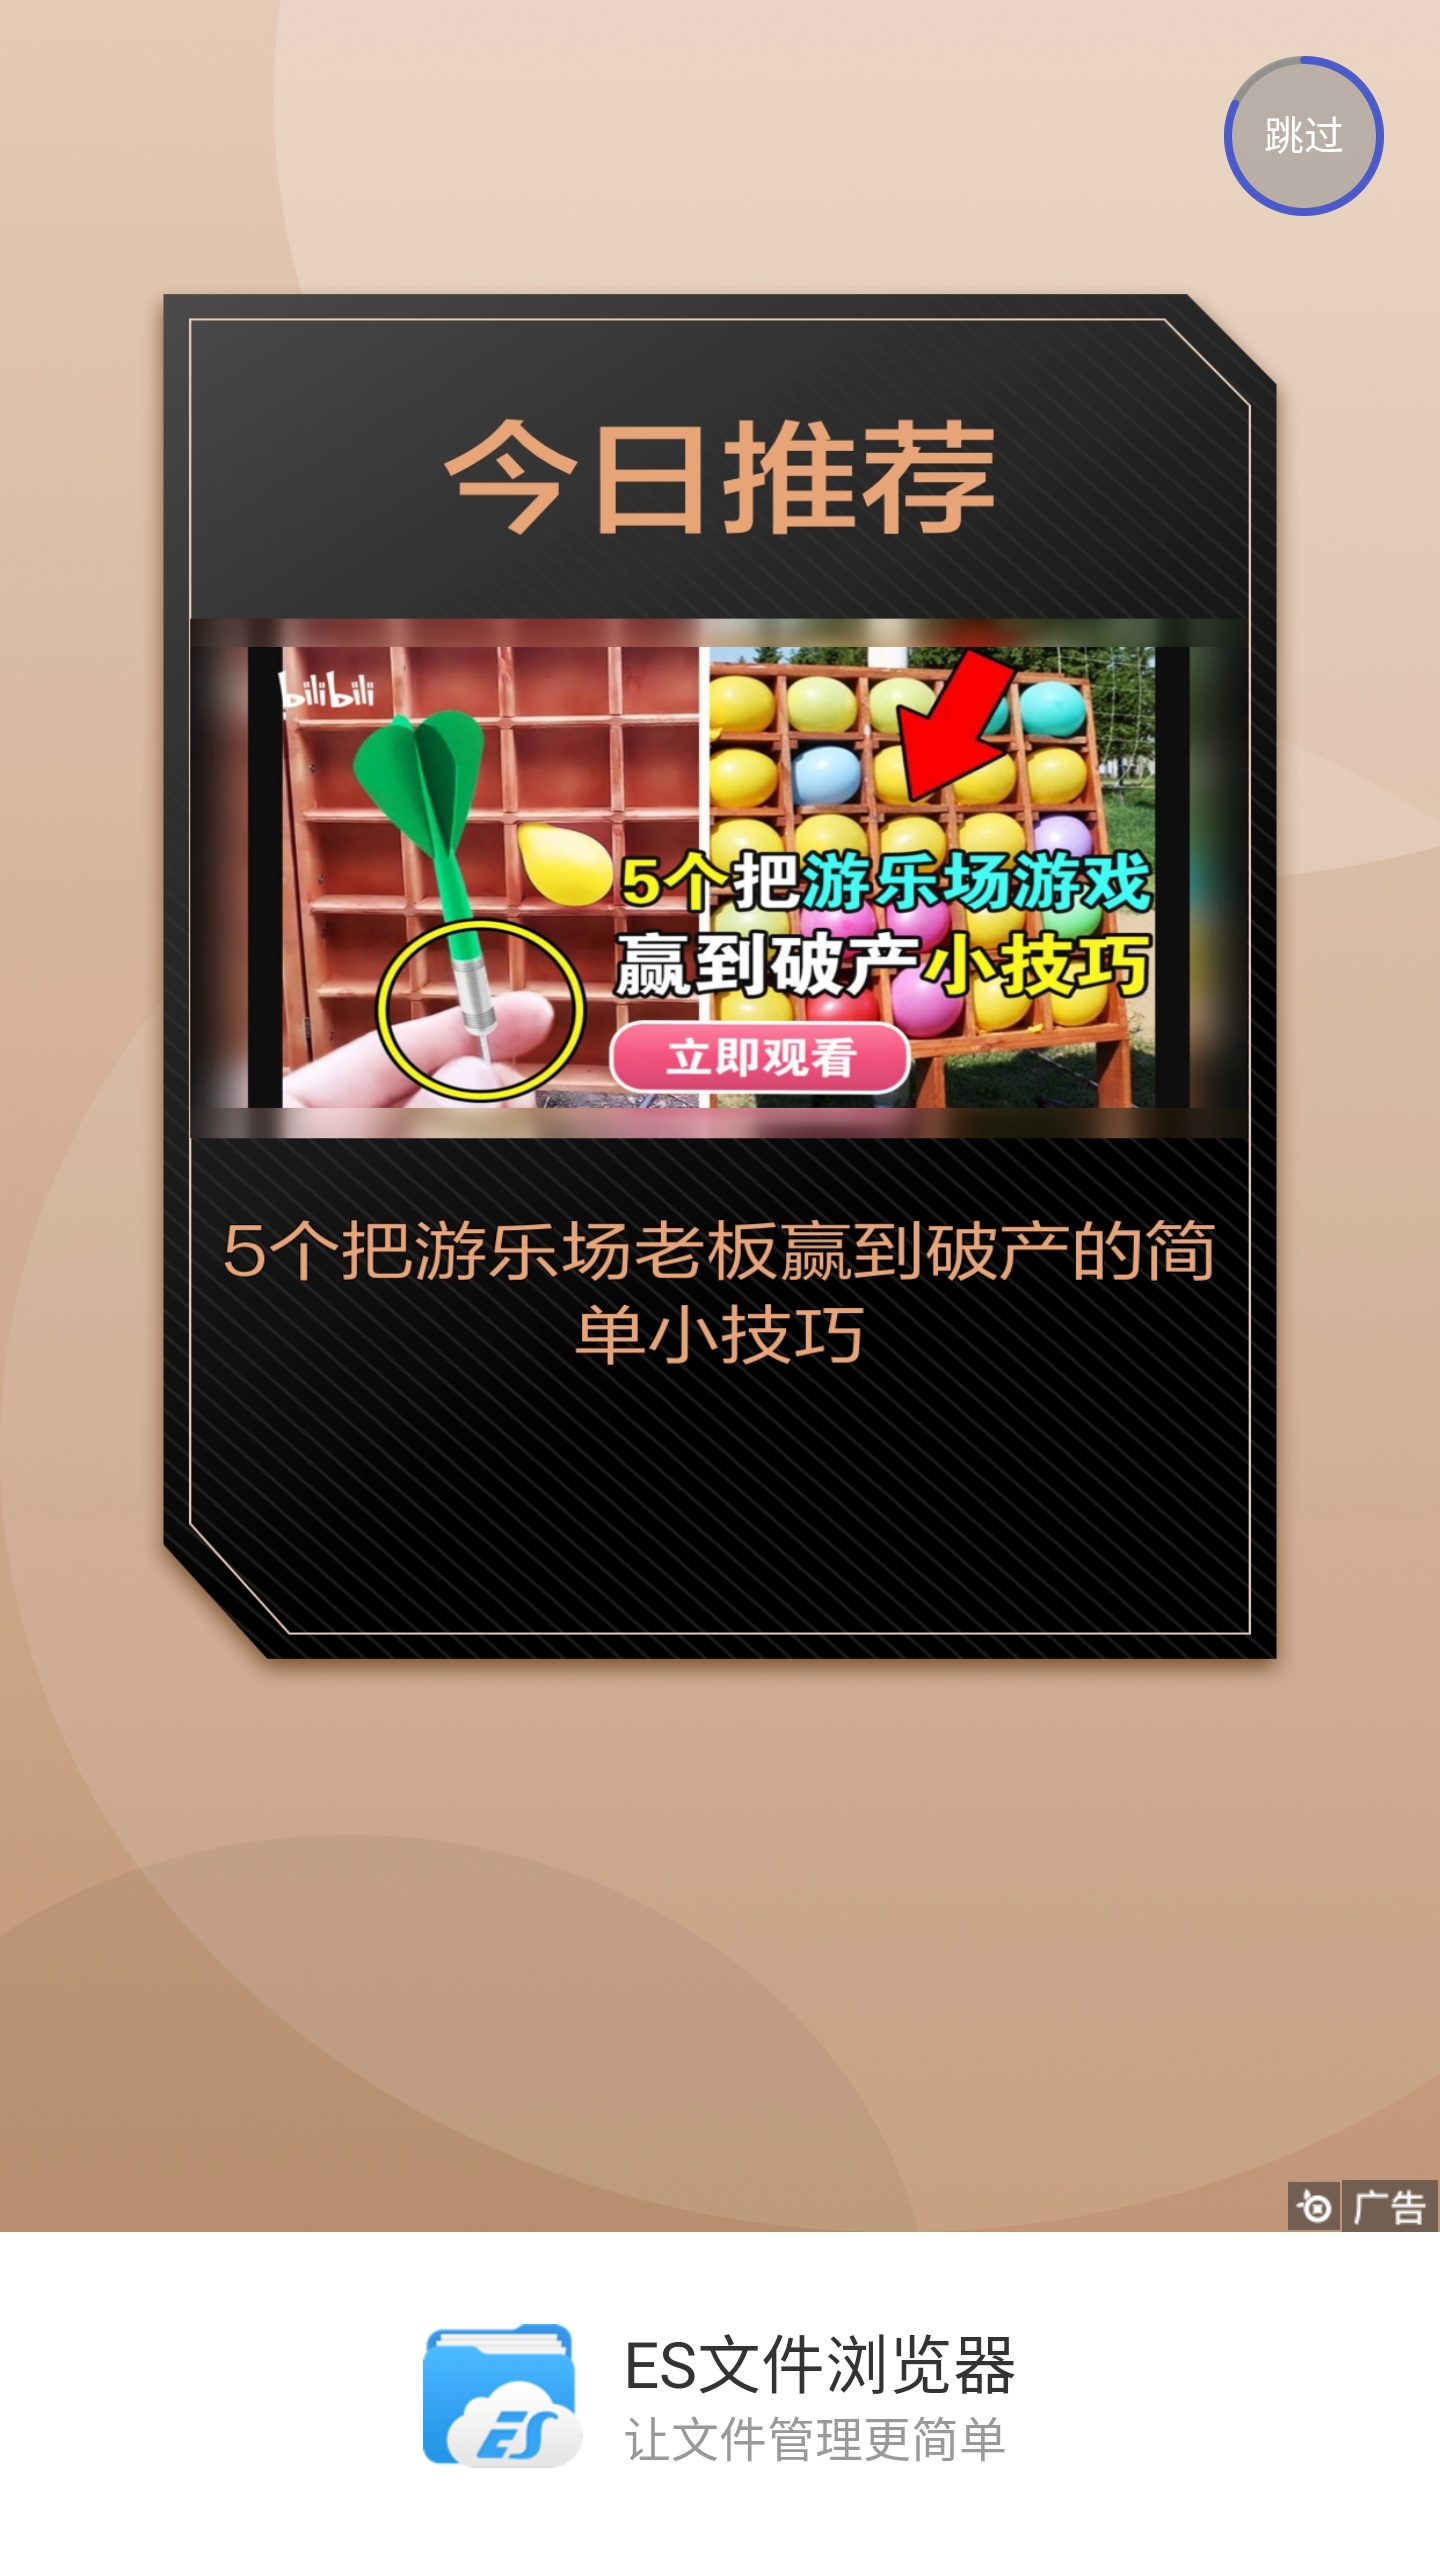 跳过
今日推荐
bilibili
5个把游乐场游戏
赢到破产小技巧
立即观看
5个把游乐场老板赢到破产的简
单小技巧
广告
ES文件浏览器
让文件管理更简单
ES